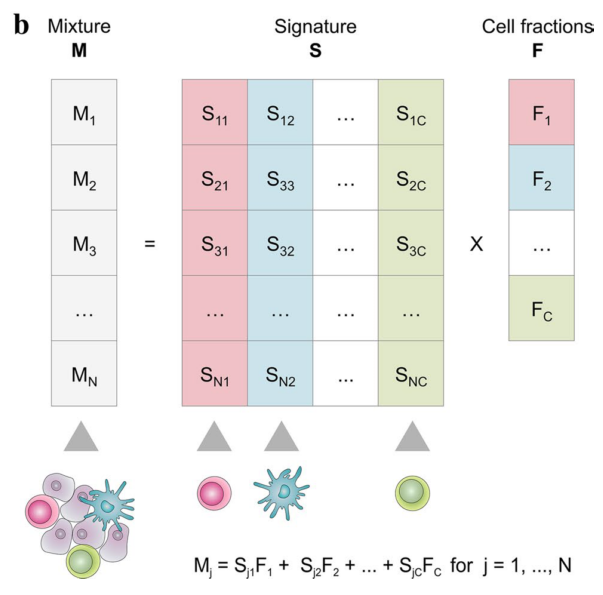 b Mixture Signature Cell fractions
M S F
M₁ S₁₁ S₁₂ ... S₁C F₁
M₂ S₂₁ S₃₃ ... S₂C F₂
M₃ = S₃₁ S₃₂ ... S₃C X ...
... ... ... ... ... FC
MN SN1 SN2 ... SNC
Mj = Sj1F1 + Sj2F2 + ... + SjCFC for j = 1, ..., N